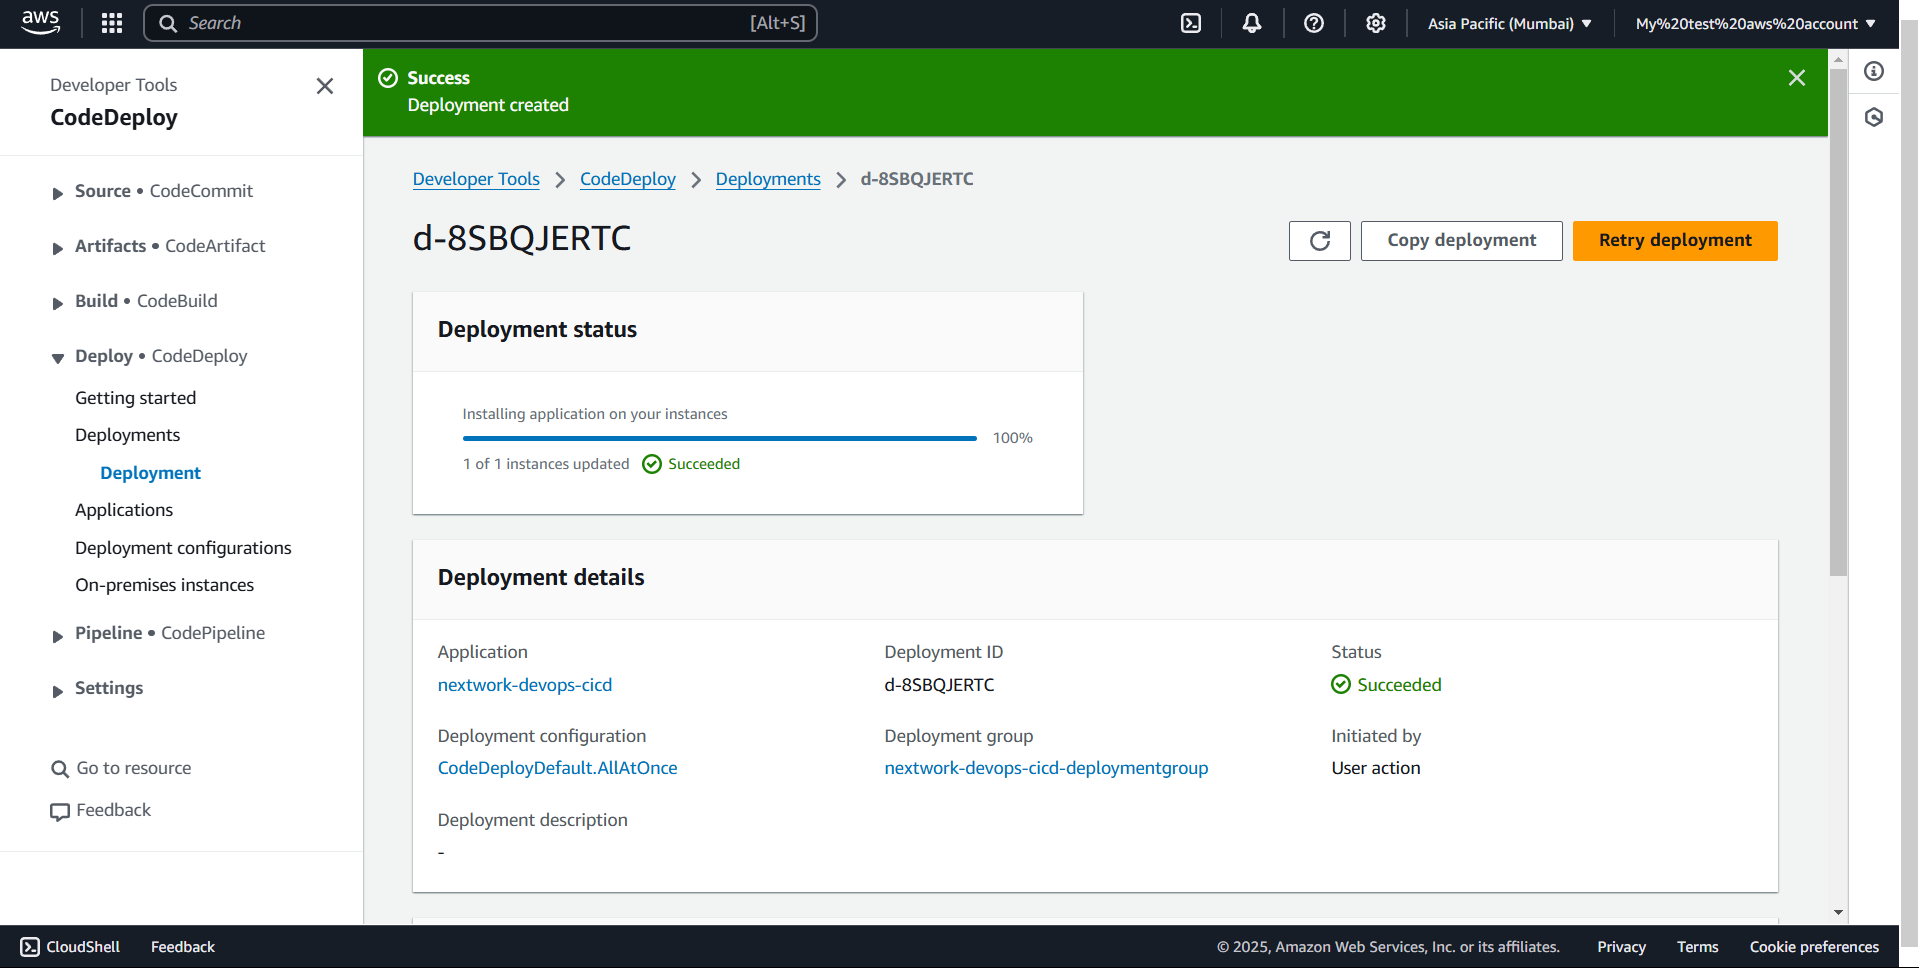 aws
Search [Alt+S]
Asia Pacific (Mumbai)
My%20test%20aws%20account
Developer Tools
CodeDeploy
Source • CodeCommit
Artifacts • CodeArtifact
Build • CodeBuild
Deploy • CodeDeploy
Getting started
Deployments
Deployment
Applications
Deployment configurations
On-premises instances
Pipeline • CodePipeline
Settings
Go to resource
Feedback
Success
Deployment created
Developer Tools > CodeDeploy > Deployments > d-8SBQJERTC
d-8SBQJERTC
Copy deployment
Retry deployment
Deployment status
Installing application on your instances
100%
1 of 1 instances updated Succeeded
Deployment details
Application
nextwork-devops-cicd
Deployment ID
d-8SBQJERTC
Status
Succeeded
Deployment configuration
CodeDeployDefault.AllAtOnce
Deployment group
nextwork-devops-cicd-deploymentgroup
Initiated by
User action
Deployment description
-
CloudShell Feedback © 2025, Amazon Web Services, Inc. or its affiliates. Privacy Terms Cookie preferences